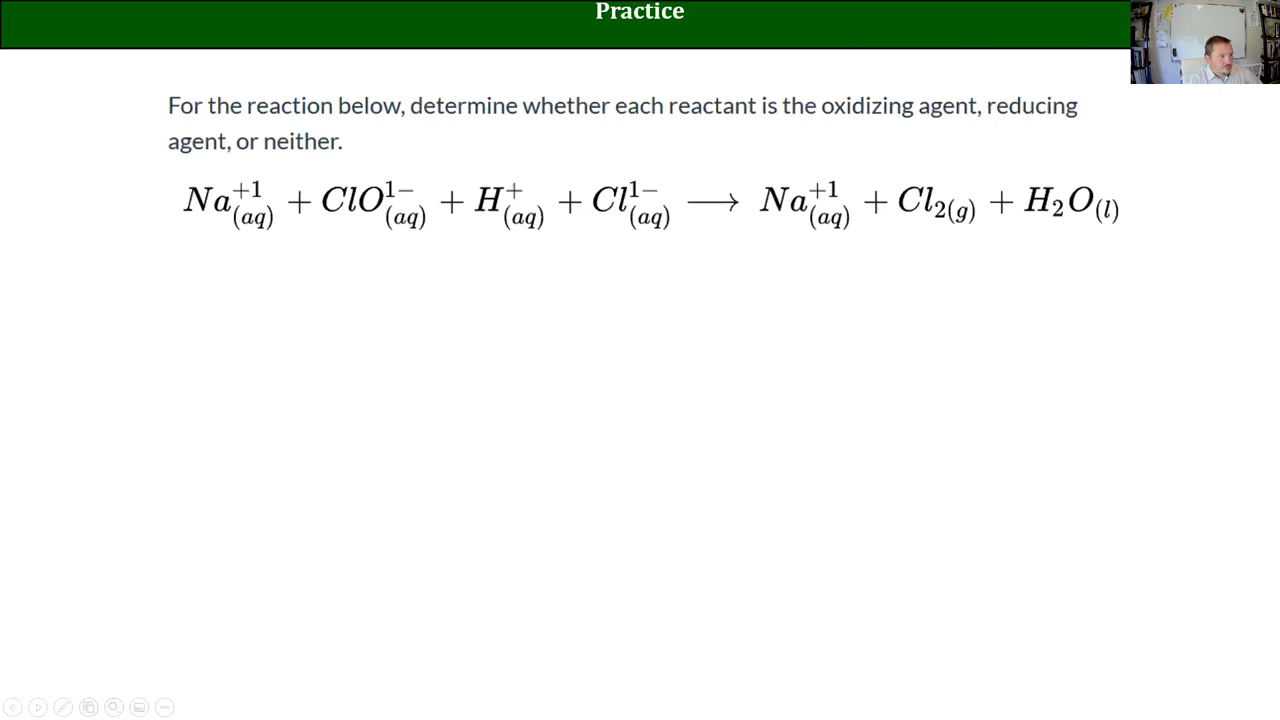 Practice
For the reaction below, determine whether each reactant is the oxidizing agent, reducing
agent, or neither.
Na⁺¹₍aq₎ + ClO¹⁻₍aq₎ + H⁺₍aq₎ + Cl¹⁻₍aq₎ ⟶ Na⁺¹₍aq₎ + Cl₂₍g₎ + H₂O₍l₎